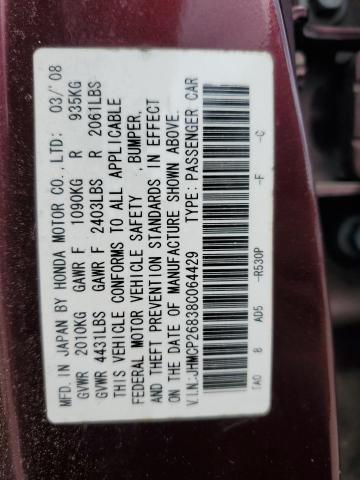 MFD. IN JAPAN BY HONDA MOTOR CO., LTD: 03/'08
GVWR 2010KG GAWR F 1090KG R 935KG
GVWR 4431LBS GAWR F 2403LBS R 2061LBS
THIS VEHICLE CONFORMS TO ALL APPLICABLE
FEDERAL MOTOR VEHICLE SAFETY ,BUMPER,
AND THEFT PREVENTION STANDARDS IN EFFECT
ON THE DATE OF MANUFACTURE SHOWN ABOVE.
V.I.N:JHMCP26838C064429 TYPE: PASSENGER CAR
TA0 8 AD5 -R530P -F -C